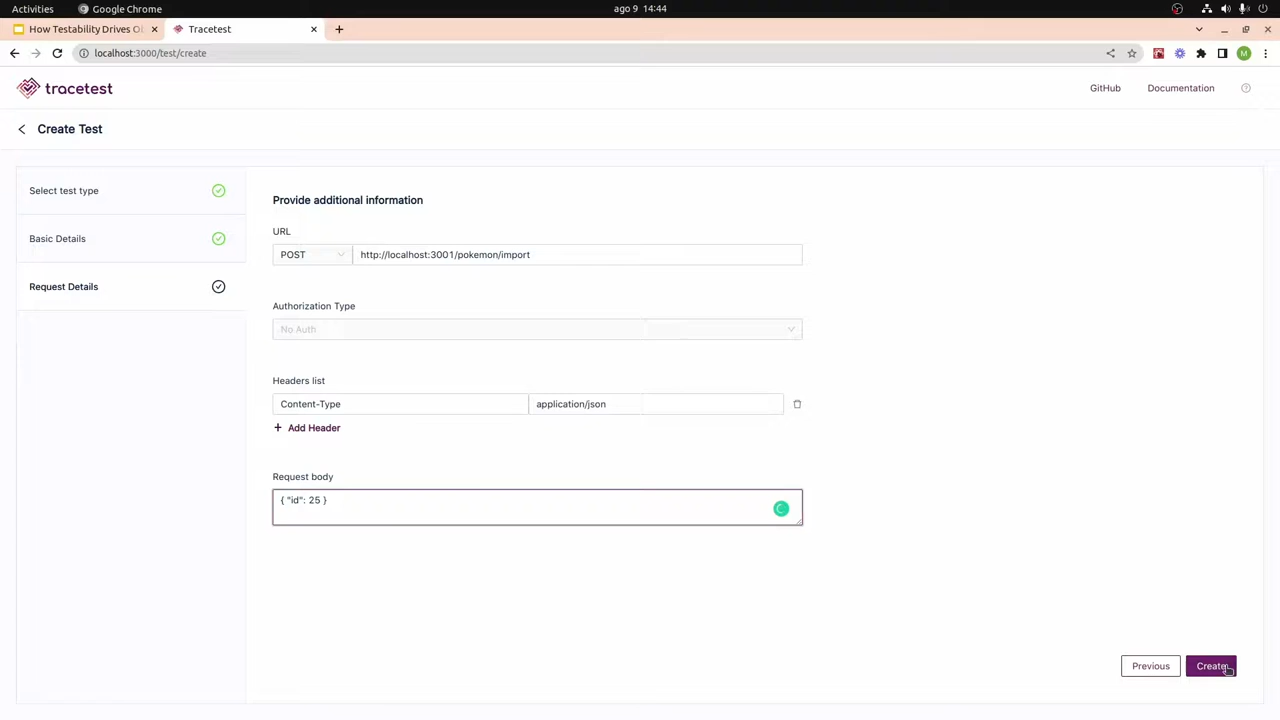 Activities Google Chrome ago 9 14:44
How Testability Drives Ob Tracetest
localhost:3000/test/create M
tracetest GitHub Documentation
Create Test
Select test type
Basic Details
Request Details
Provide additional information
URL
POST http://localhost:3001/pokemon/import
Authorization Type
No Auth
Headers list
Content-Type application/json
+ Add Header
Request body
{ "id": 25 }
Previous Create